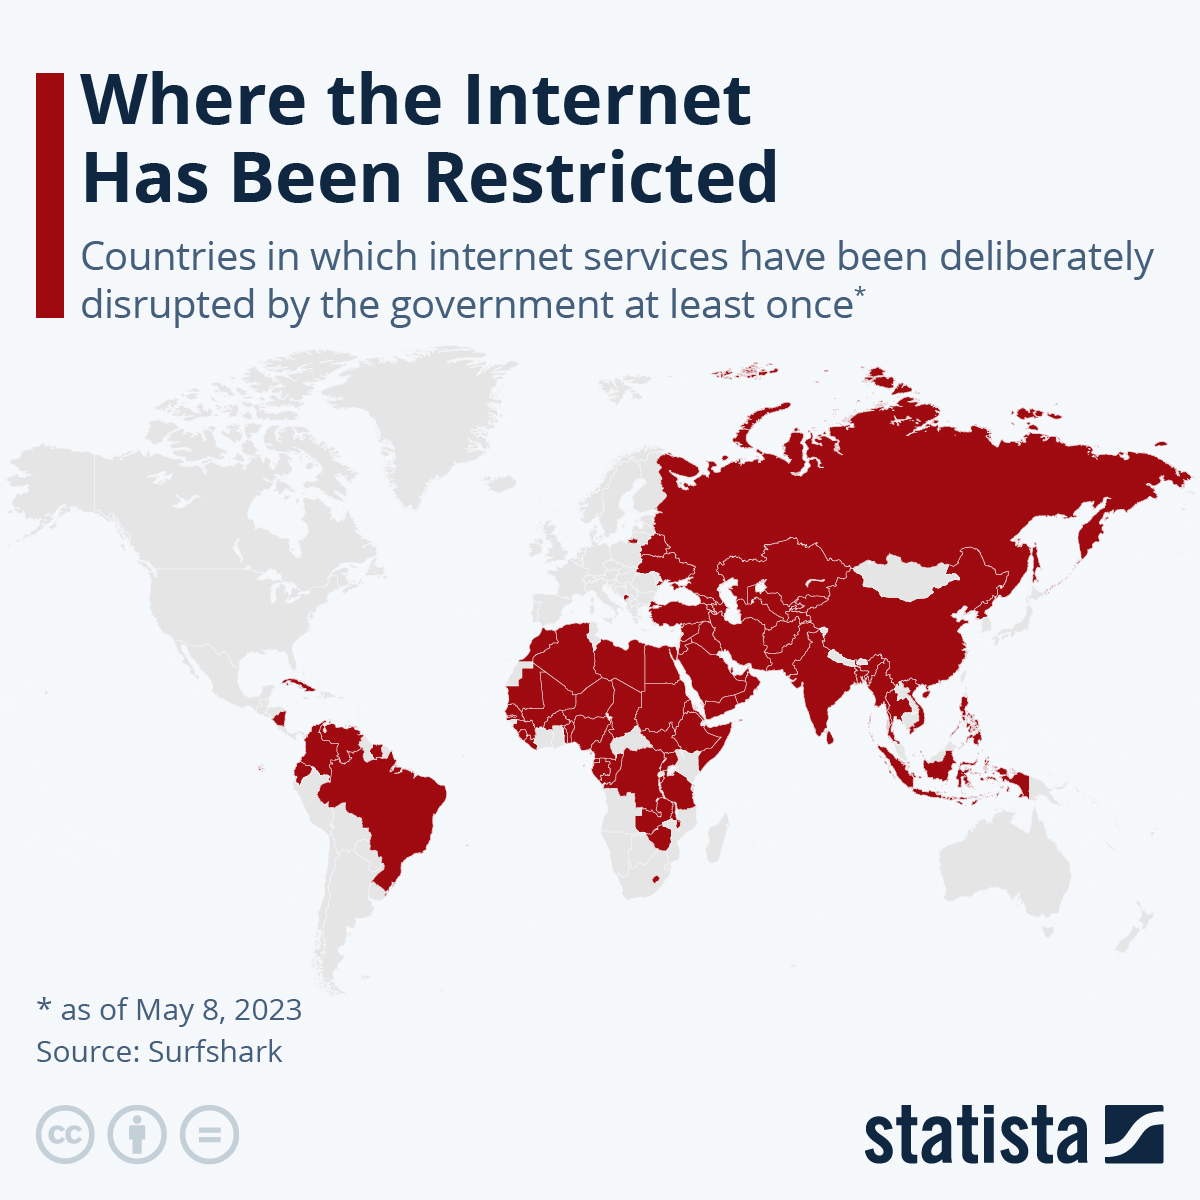 Where the Internet
Has Been Restricted
Countries in which internet services have been deliberately
disrupted by the government at least once*
* as of May 8, 2023
Source: Surfshark
cc
=
statista